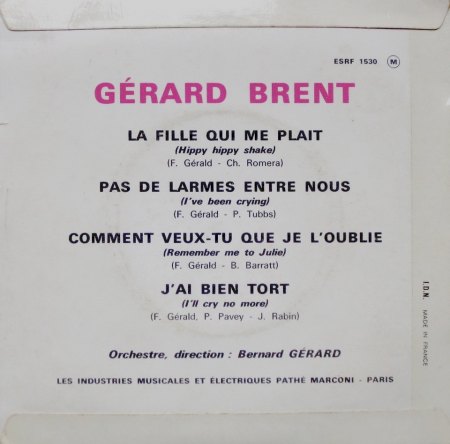 ESRF 1530 M
GÉRARD BRENT
LA FILLE QUI ME PLAIT
(Hippy hippy shake)
(F. Gérald - Ch. Romera)
PAS DE LARMES ENTRE NOUS
(I've been crying)
(F. Gérald - P. Tubbs)
COMMENT VEUX-TU QUE JE L'OUBLIE
(Remember me to Julie)
(F. Gérald - B. Barratt)
J'AI BIEN TORT
(I'll cry no more)
(F. Gérald, P. Pavey - J. Rabin)
Orchestre, direction : Bernard GÉRARD
LES INDUSTRIES MUSICALES ET ÉLECTRIQUES PATHÉ MARCONI - PARIS
I.D.N. MADE IN FRANCE